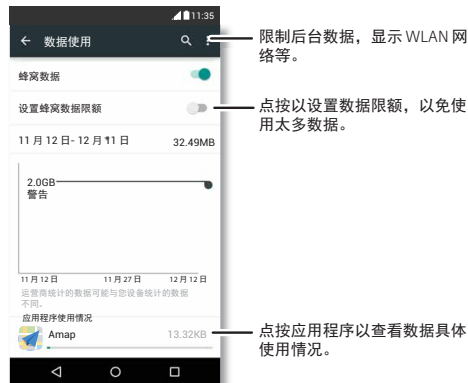 11:35
数据使用
限制后台数据，显示 WLAN 网
络等。
蜂窝数据
设置蜂窝数据限额
点按以设置数据限额，以免使
用太多数据。
11 月 12 日- 12 月 11 日
32.49MB
2.0GB
警告
11 月 12 日
11 月 27 日
12 月 12 日
运营商统计的数据可能与您设备统计的数据
不同。
应用程序使用情况
Amap
13.32KB
点按应用程序以查看数据具体
使用情况。